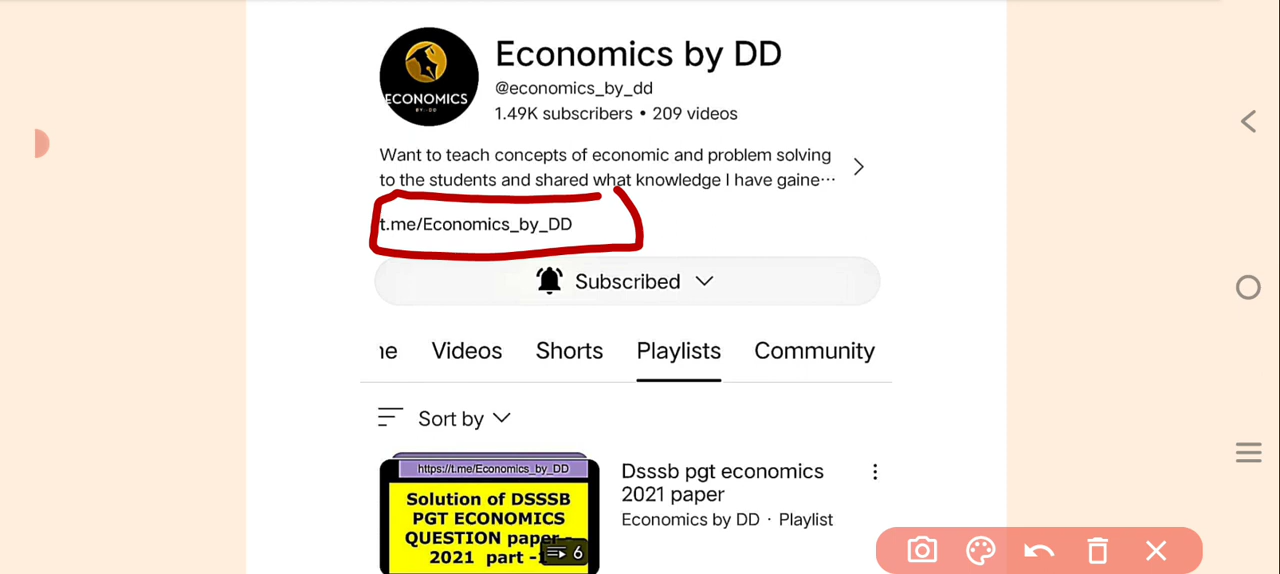 Economics by DD
ECONOMICS
BY-DD
@economics_by_dd
1.49K subscribers • 209 videos
Want to teach concepts of economic and problem solving
to the students and shared what knowledge I have gaine…
t.me/Economics_by_DD
Subscribed
Videos Shorts Playlists Community
Sort by
https://t.me/Economics_by_DD
Solution of DSSSB
PGT ECONOMICS
QUESTION paper -
2021 part -
6
Dsssb pgt economics
2021 paper
Economics by DD · Playlist